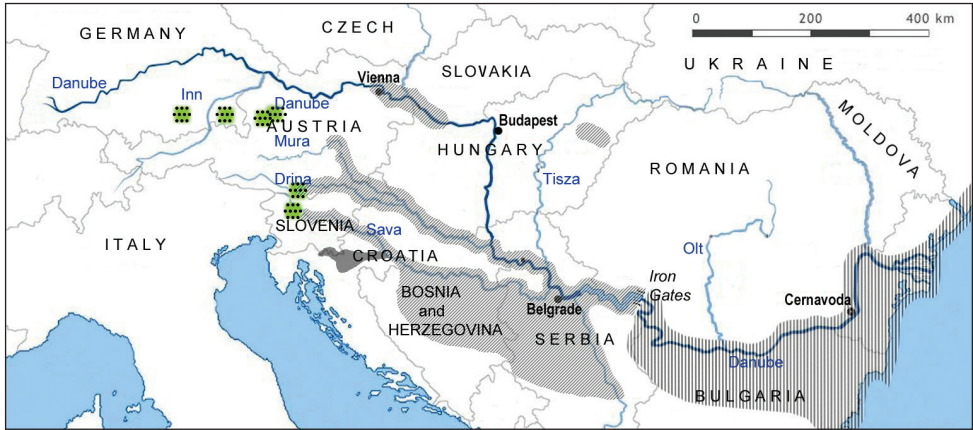 0 200 400 km
GERMANY
CZECH
UKRAINE
SLOVAKIA
Vienna
Danube
Inn
Danube
AUSTRIA
Budapest
HUNGARY
MOLDOVA
Mura
ROMANIA
Drina
Tisza
SLOVENIA
Sava
ITALY
Olt
CROATIA
Iron
Gates
BOSNIA
and
HERZEGOVINA
Cernavoda
Belgrade
SERBIA
Danube
BULGARIA